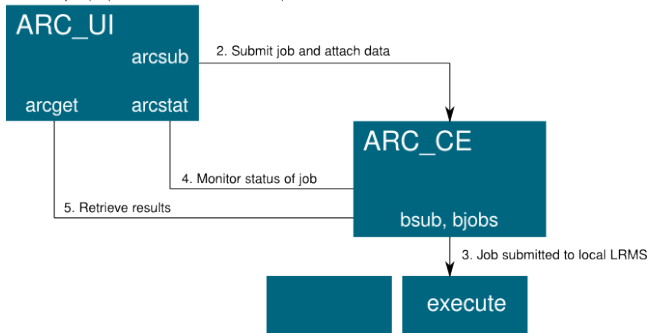 ARC_UI
arcsub
2. Submit job and attach data
arcget arcstat
ARC_CE
4. Monitor status of job
5. Retrieve results
bsub, bjobs
3. Job submitted to local LRMS
execute